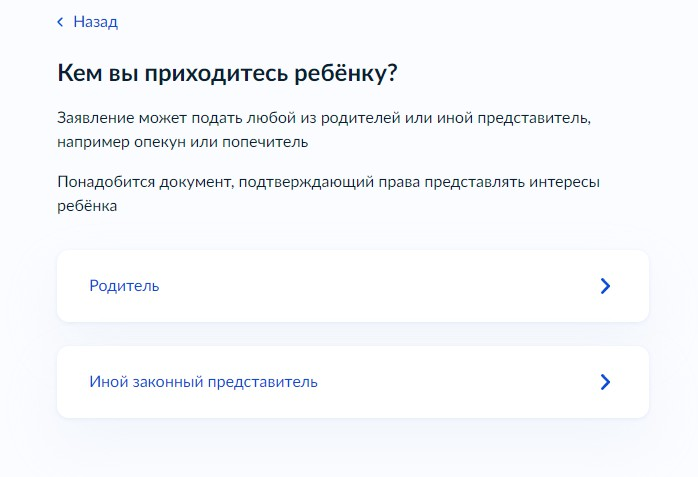 Назад
Кем вы приходитесь ребёнку?
Заявление может подать любой из родителей или иной представитель,
например опекун или попечитель
Понадобится документ, подтверждающий права представлять интересы
ребёнка
Родитель
Иной законный представитель